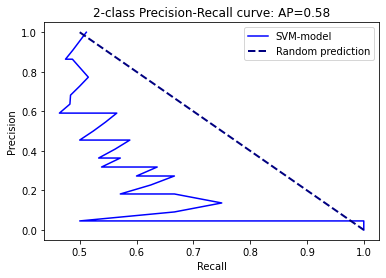 2-class Precision-Recall curve: AP=0.58
SVM-model
Random prediction
1.0
0.8
0.6
0.4
0.2
0.0
Precision
0.5
0.6
0.7
0.8
0.9
1.0
Recall